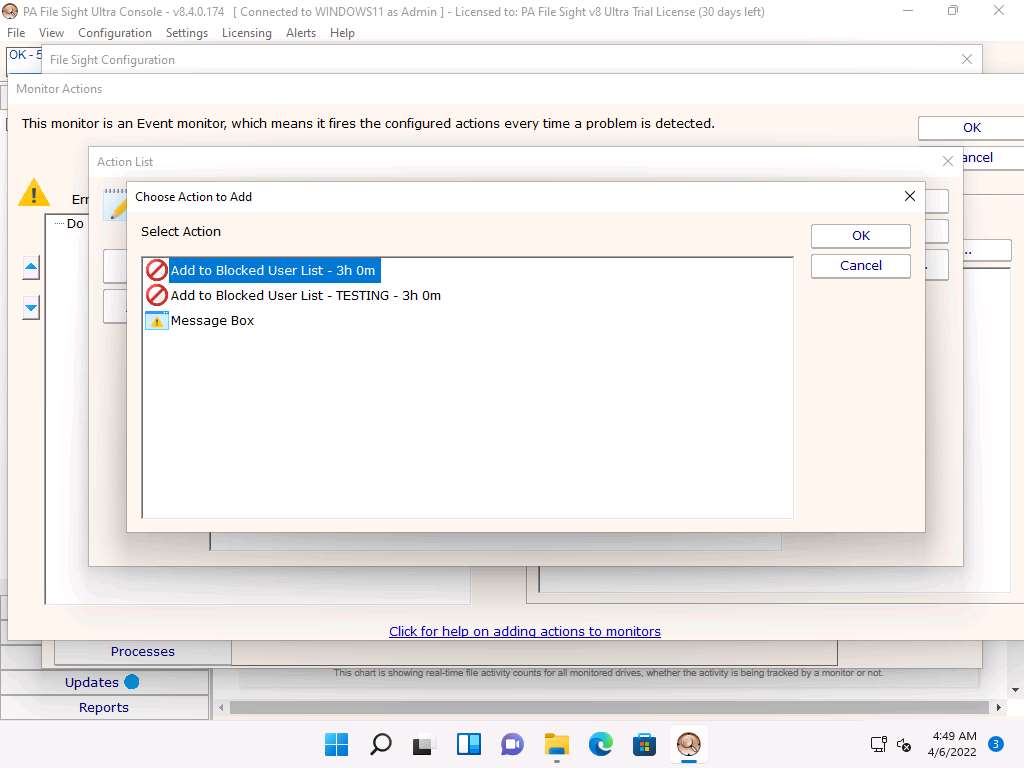 PA File Sight Ultra Console - v8.4.0.174 [ Connected to WINDOWS11 as Admin ] - Licensed to: PA File Sight v8 Ultra Trial License (30 days left)
File View Configuration Settings Licensing Alerts Help
OK - 5
File Sight Configuration
Monitor Actions
This monitor is an Event monitor, which means it fires the configured actions every time a problem is detected.
OK
ancel
Action List
Choose Action to Add
Err
Do
Select Action
OK
Cancel
Add to Blocked User List - 3h 0m
Add to Blocked User List - TESTING - 3h 0m
Message Box
Click for help on adding actions to monitors
Processes
This chart is showing real-time file activity counts for all monitored drives, whether the activity is being tracked by a monitor or not.
Updates
Reports
4:49 AM
4/6/2022
3